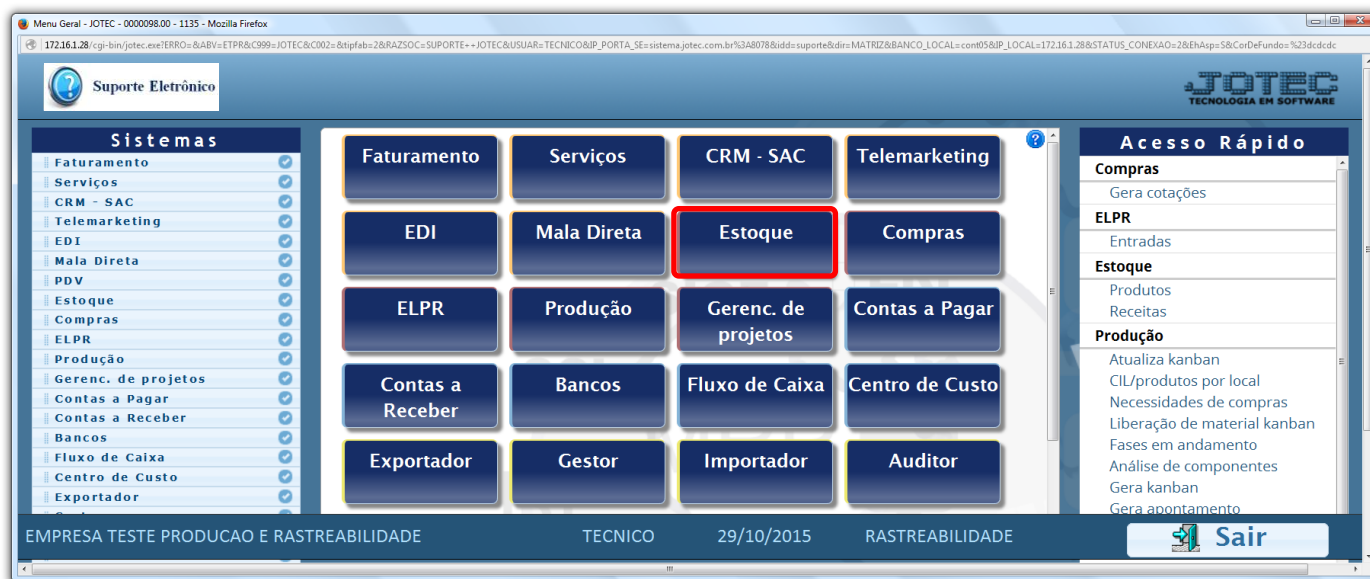 Menu Geral - JOTEC - 0000098.00 - 1135 - Mozilla Firefox
172.16.1.28/cgi-bin/jotec.exe?ERRO=&ABV=ETPR&C999=JOTEC&C002=&tipfab=2&RAZSOC=SUPORTE++JOTEC&USUAR=TECNICO&IP_PORTA_SE=sistema.jotec.com.br%3A8078&idd=suporte&dir=MATRIZ&BANCO_LOCAL=cont05&IP_LOCAL=172.16.1.28&STATUS_CONEXAO=2&EhAsp=S&CorDeFundo=%23dcdcdc
Suporte Eletrônico
JOTEC
TECNOLOGIA EM SOFTWARE
Sistemas
Faturamento
Serviços
CRM - SAC
Telemarketing
EDI
Mala Direta
PDV
Estoque
Compras
ELPR
Produção
Gerenc. de projetos
Contas a Pagar
Contas a Receber
Bancos
Fluxo de Caixa
Centro de Custo
Exportador
Faturamento
Serviços
CRM - SAC
Telemarketing
EDI
Mala Direta
Estoque
Compras
ELPR
Produção
Gerenc. de
projetos
Contas a Pagar
Contas a
Receber
Bancos
Fluxo de Caixa
Centro de Custo
Exportador
Gestor
Importador
Auditor
Acesso Rápido
Compras
Gera cotações
ELPR
Entradas
Estoque
Produtos
Receitas
Produção
Atualiza kanban
CIL/produtos por local
Necessidades de compras
Liberação de material kanban
Fases em andamento
Análise de componentes
Gera kanban
Gera apontamento
EMPRESA TESTE PRODUCAO E RASTREABILIDADE
TECNICO
29/10/2015
RASTREABILIDADE
Sair